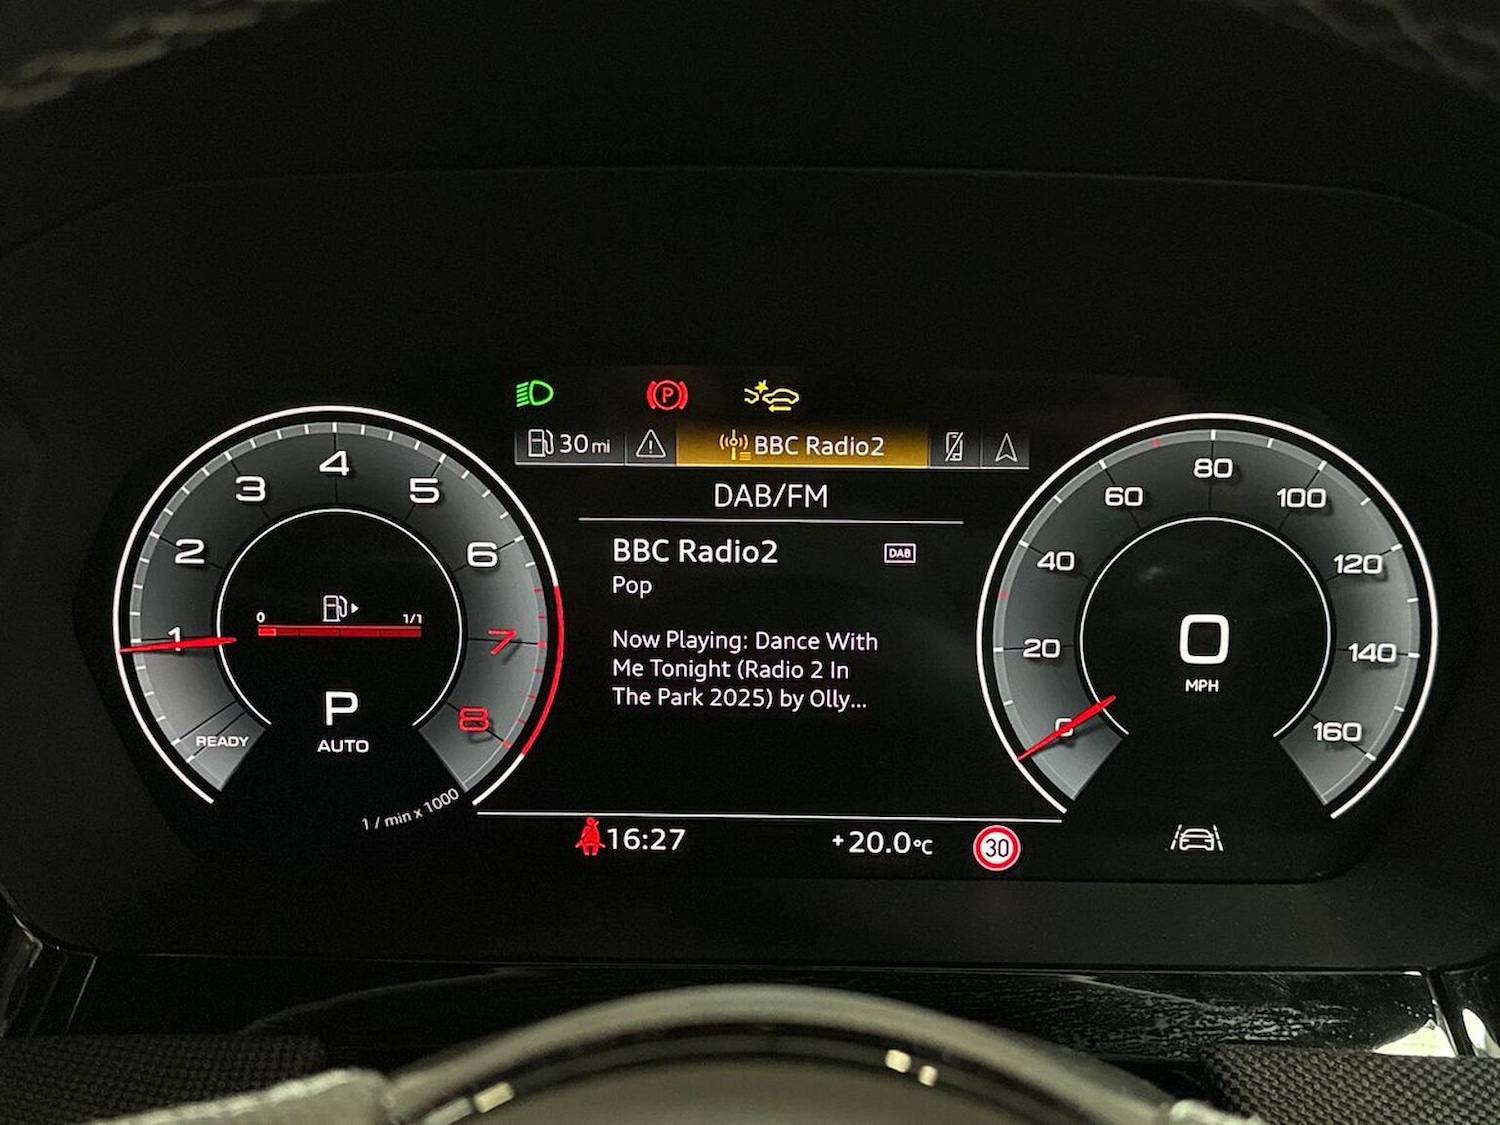 P
30 mi
BBC Radio2
DAB/FM
BBC Radio2
DAB
Pop
Now Playing: Dance With
Me Tonight (Radio 2 In
The Park 2025) by Olly...
READY
1
2
3
4
5
6
7
8
0
1/1
P
AUTO
1 / min x 1000
0
20
40
60
80
100
120
140
160
0
MPH
16:27
+20.0°C
30